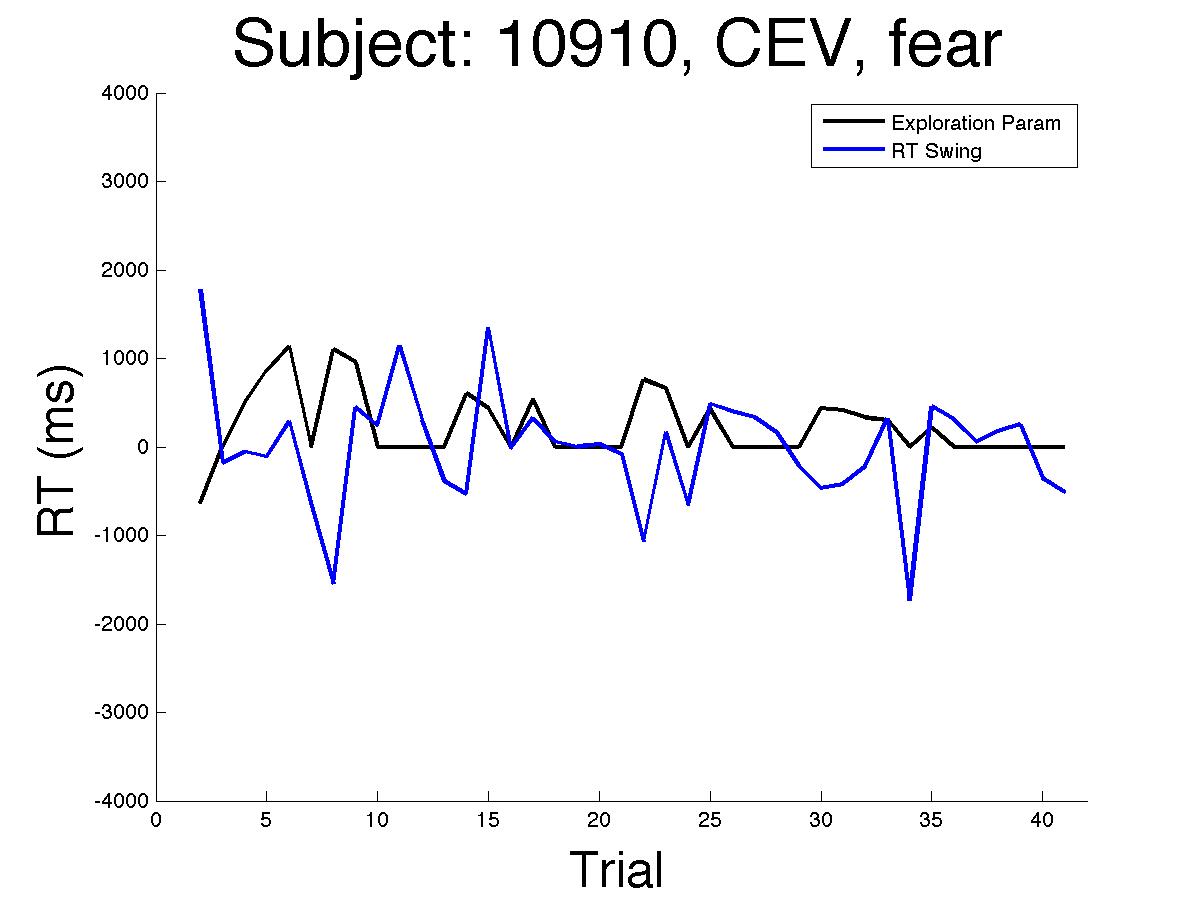 Subject: 10910, CEV, fear
4000
3000
2000
1000
0
-1000
-2000
-3000
-4000
RT (ms)
Exploration Param
RT Swing
0 5 10 15 20 25 30 35 40
Trial